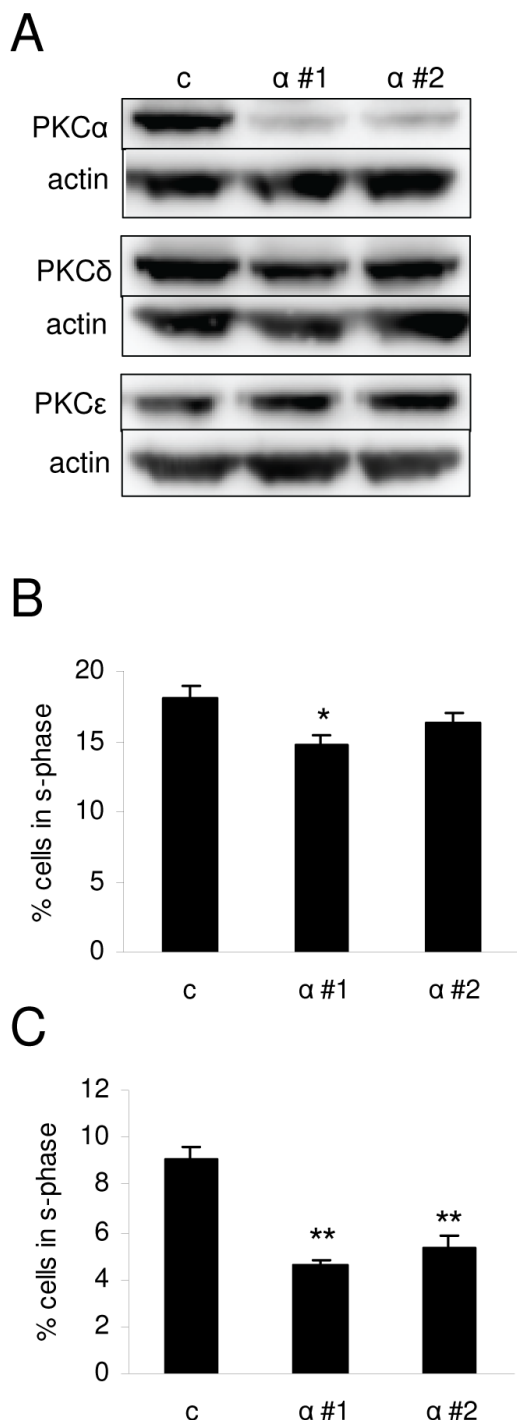 A
c α #1 α #2
PKCα
actin
PKCδ
actin
PKCε
actin
B
% cells in s-phase
20
15
10
5
0
*
c α #1 α #2
C
% cells in s-phase
12
10
8
6
4
2
0
** **
c α #1 α #2